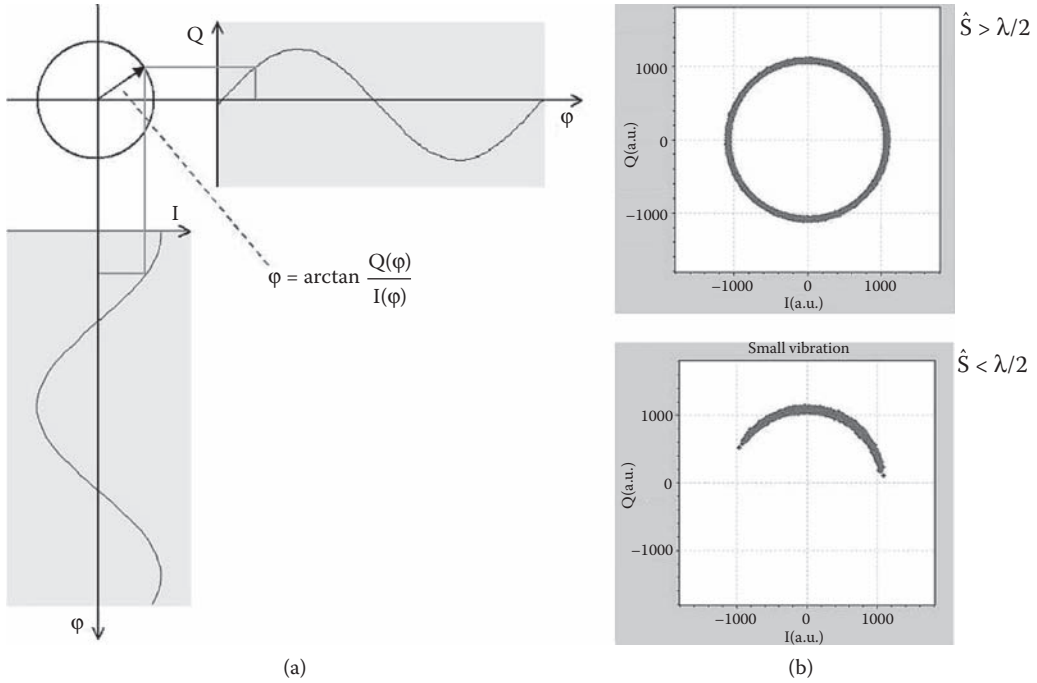 Q
φ
I
φ = arctan Q(φ)
I(φ)
φ
(a)
Ŝ > λ/2
1000
0
−1000
Q(a.u.)
−1000 0 1000
I(a.u.)
Small vibration
Ŝ < λ/2
1000
0
−1000
Q(a.u.)
−1000 0 1000
I(a.u.)
(b)